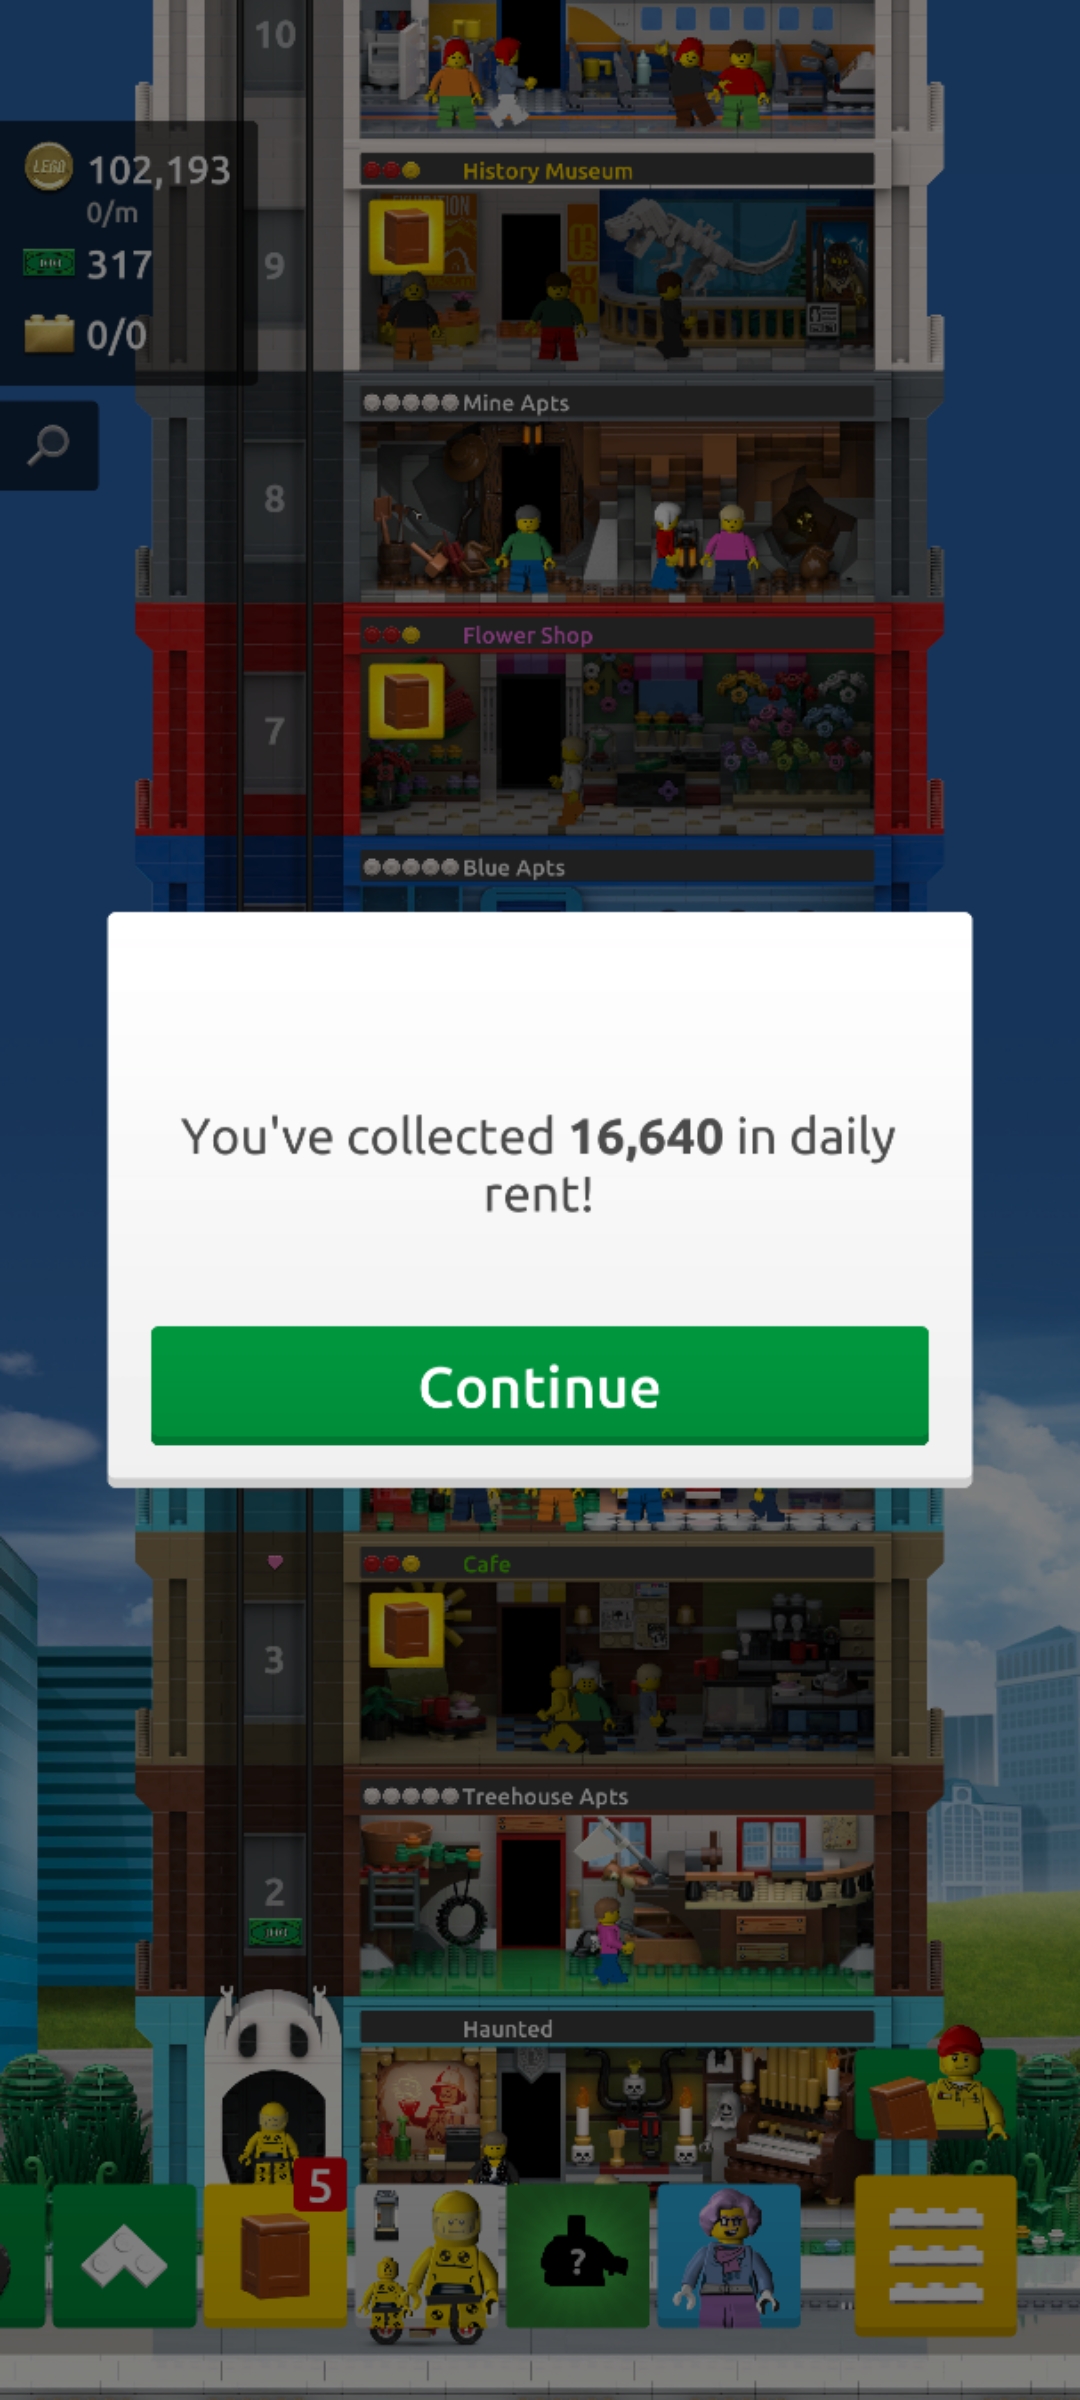 10
LEGO 102,193
0/m
317
0/0
History Museum
9
Mine Apts
8
Flower Shop
7
Blue Apts
You've collected 16,640 in daily
rent!
Continue
Cafe
3
Treehouse Apts
2
Haunted
5
?